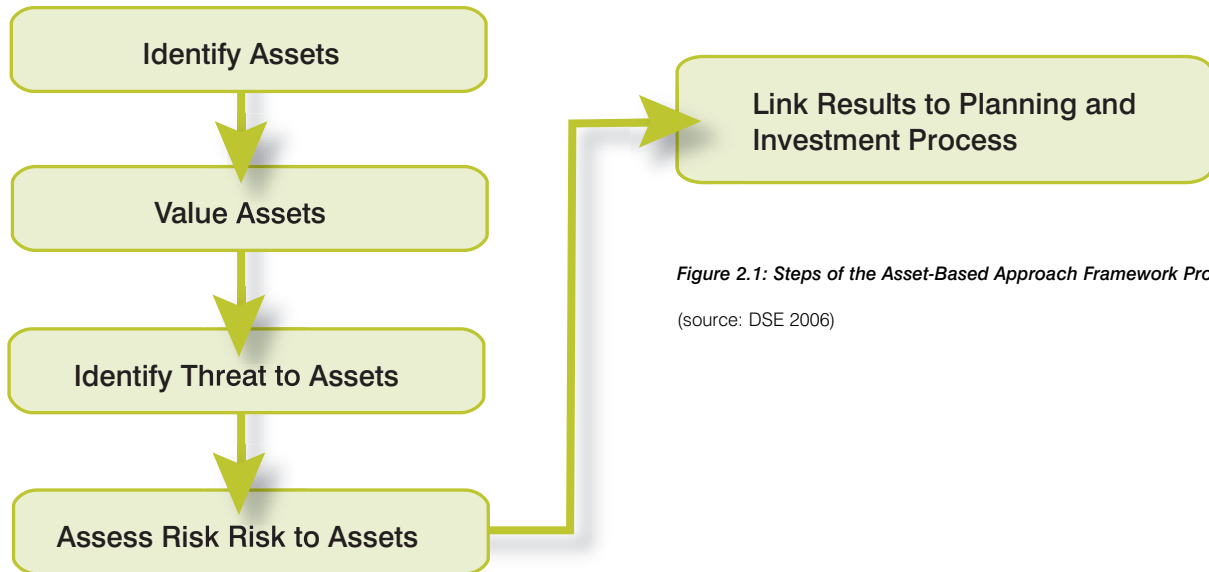 Identify Assets
Value Assets
Identify Threat to Assets
Assess Risk Risk to Assets
Link Results to Planning and
Investment Process
Figure 2.1: Steps of the Asset-Based Approach Framework
(source: DSE 2006)